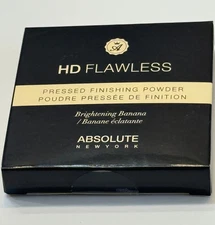 A
HD FLAWLESS
PRESSED FINISHING POWDER
POUDRE PRESSÉE DE FINITION
Brightening Banana
/ Banane éclatante
ABSOLUTE
NEW YORK